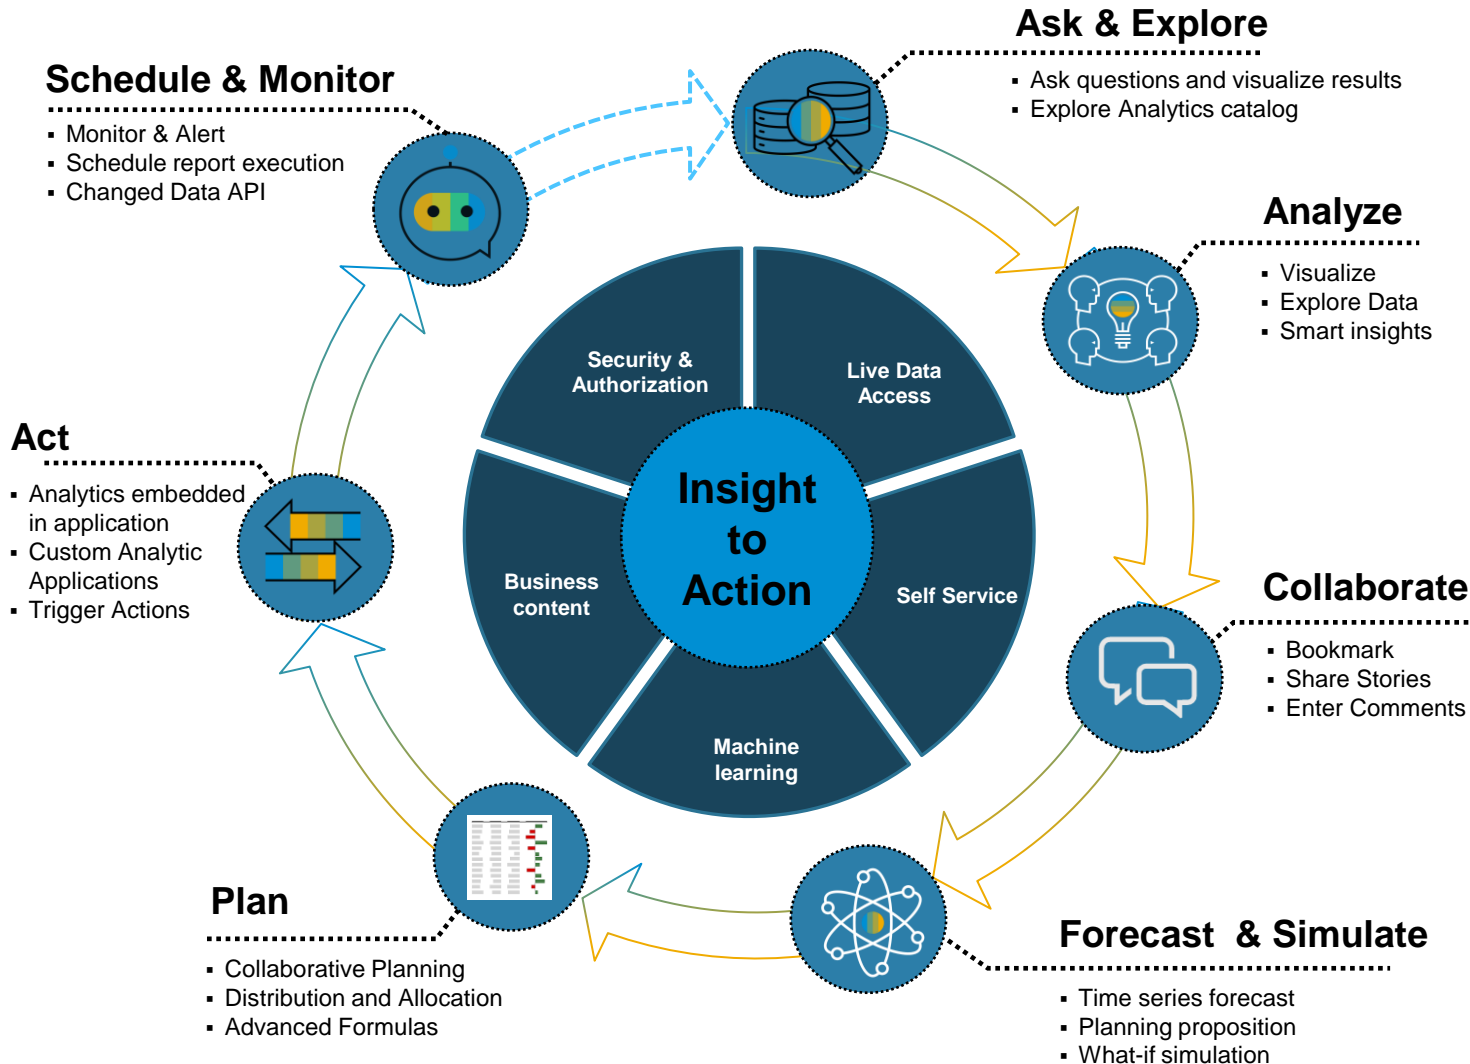 Ask & Explore
▪ Ask questions and visualize results
▪ Explore Analytics catalog
Schedule & Monitor
▪ Monitor & Alert
▪ Schedule report execution
▪ Changed Data API
Analyze
▪ Visualize
▪ Explore Data
▪ Smart insights
Security &
Authorization
Live Data
Access
Act
▪ Analytics embedded
in application
▪ Custom Analytic
Applications
▪ Trigger Actions
Insight
to
Action
Business
content
Self Service
Machine
learning
Collaborate
▪ Bookmark
▪ Share Stories
▪ Enter Comments
Plan
▪ Collaborative Planning
▪ Distribution and Allocation
▪ Advanced Formulas
Forecast  & Simulate
▪ Time series forecast
▪ Planning proposition
▪ What-if simulation